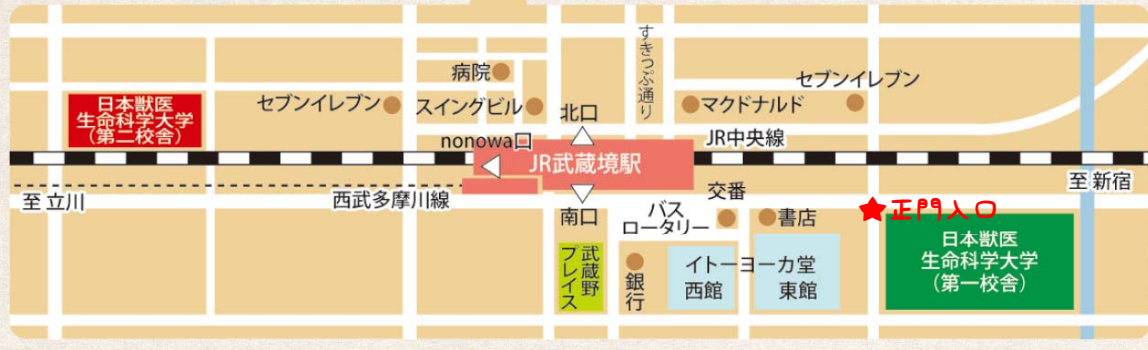 すきっぷ通り
病院
セブンイレブン
日本獣医
生命科学大学
(第二校舎)
セブンイレブン
スイングビル
北口
マクドナルド
nonowa口
JR中央線
JR武蔵境駅
至 立川
西武多摩川線
至 新宿
交番
南口
バス
ロータリー
書店
★正門入口
武蔵野
プレイス
銀行
イトーヨーカ堂
西館
東館
日本獣医
生命科学大学
(第一校舎)